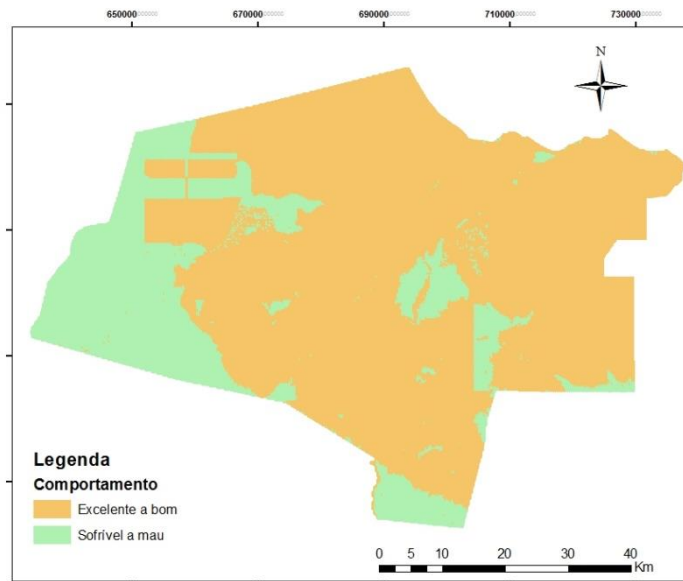 650000 670000 690000 710000 730000
N
Legenda
Comportamento
Excelente a bom
Sofrível a mau
0 5 10 20 30 40
Km